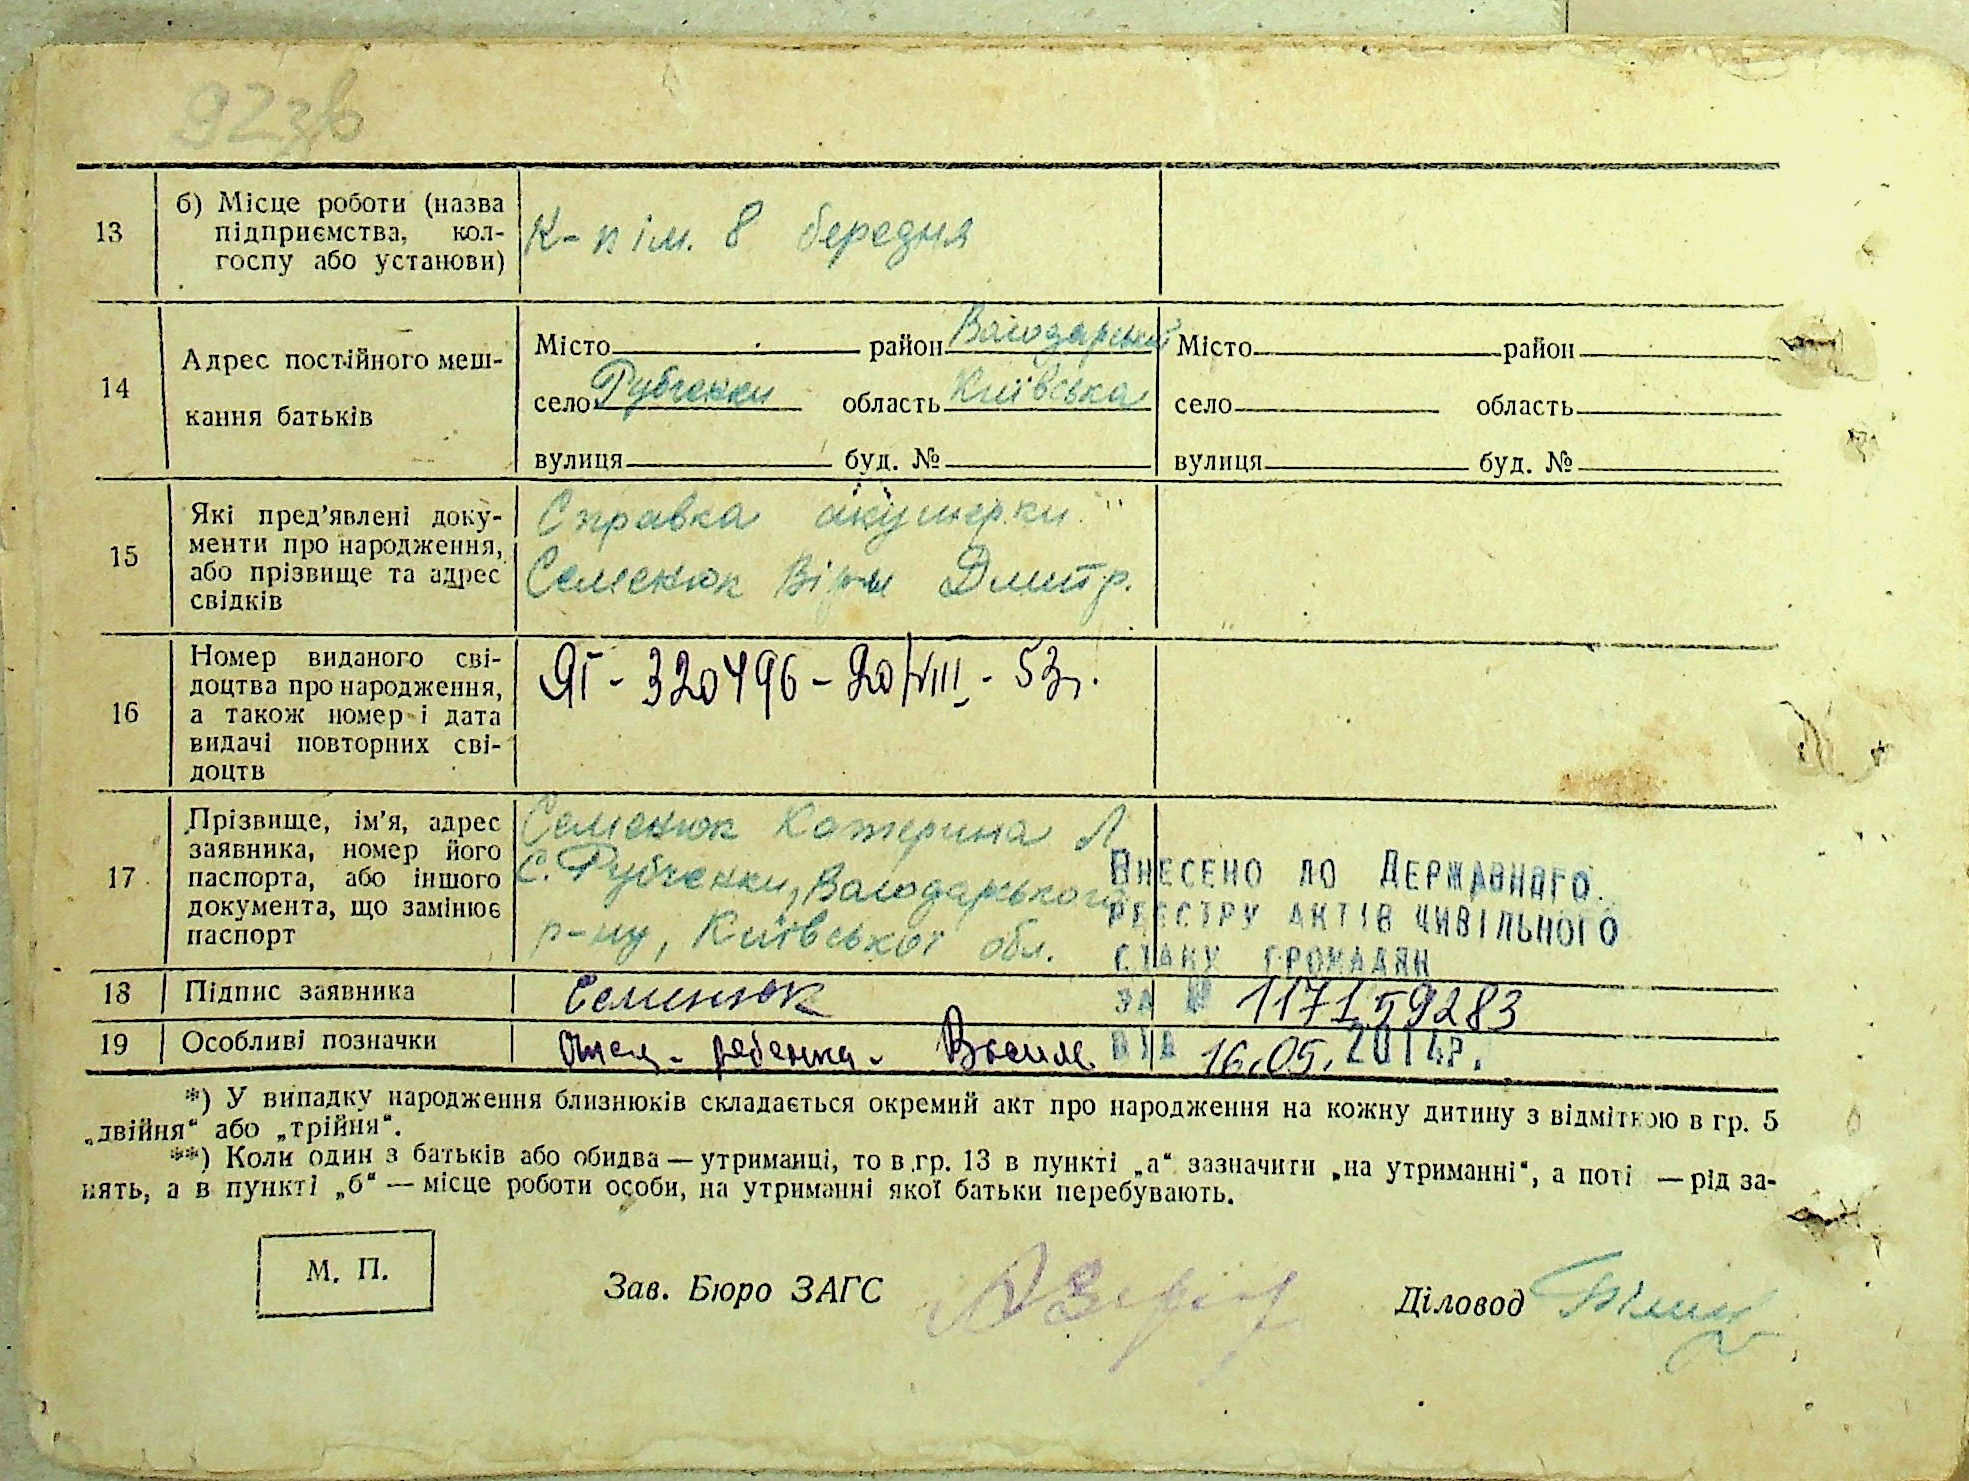 92зв
13
б) Місце роботи (назва
підприємства, кол-
госпу або установи)
К-п ім. 8 березня
14
Адрес постійного меш-
кання батьків
Місто район Володарський
село Рубченки область Київська
вулиця буд. №
Місто район
село область
вулиця буд. №
15
Які пред'явлені доку-
менти про народження,
або прізвище та адрес
свідків
Справка акушерки
Семенюк Віри Дмитр.
16
Номер виданого сві-
доцтва про народження,
а також номер і дата
видачі повторних сві-
доцтв
ЯГ - 320496 - 20/VIII - 53г.
17
Прізвище, ім'я, адрес
заявника, номер його
паспорта, або іншого
документа, що замінює
паспорт
Семенюк Катерина Л
с. Рубченки, Володарського
р-ну, Київської обл.
Внесено до Державного
реєстру актів цивільного
стану громадян
за № 117159283
від 16.05.2014р.
18
Підпис заявника
Семенюк
19
Особливі позначки
ребенка -
*) У випадку народження близнюків складається окремий акт про народження на кожну дитину з відміткою в гр. 5
„двійня“ або „трійня“.
**) Коли один з батьків або обидва — утриманці, то в гр. 13 в пункті „а“ зазначити „на утриманні“, а поті — рід за-
нять, а в пункті „б“ — місце роботи особи, на утриманні якої батьки перебувають.
М. П.
Зав. Бюро ЗАГС
Діловод